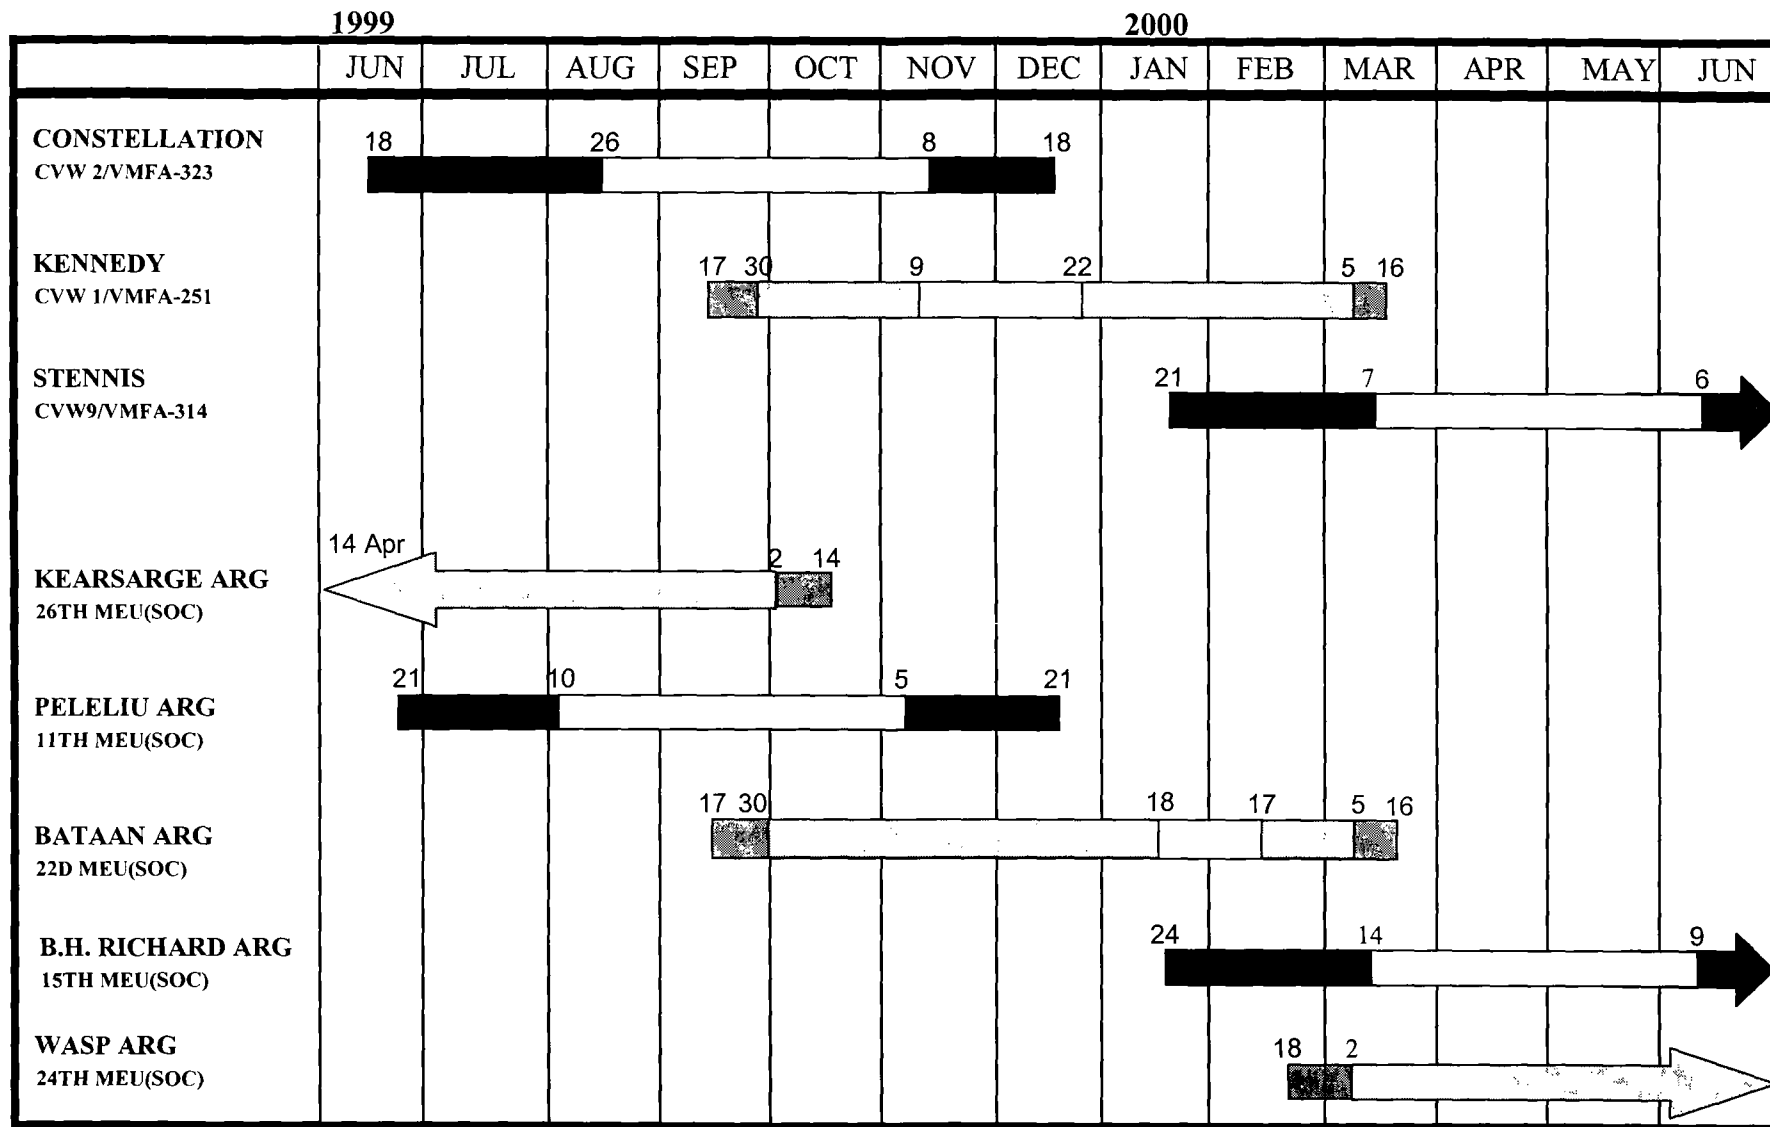 1999 2000
JUN JUL AUG SEP OCT NOV DEC JAN FEB MAR APR MAY JUN
CONSTELLATION
18 26 8 18
CVW 2/VMFA-323
KENNEDY
17 30 9 22 5 16
CVW 1/VMFA-251
STENNIS
21 7 6
CVW9/VMFA-314
14 Apr 2 14
KEARSARGE ARG
26TH MEU(SOC)
21 10 5 21
PELELIU ARG
11TH MEU(SOC)
17 30 18 17 5 16
BATAAN ARG
22D MEU(SOC)
24 14 9
B.H. RICHARD ARG
15TH MEU(SOC)
WASP ARG
18 2
24TH MEU(SOC)